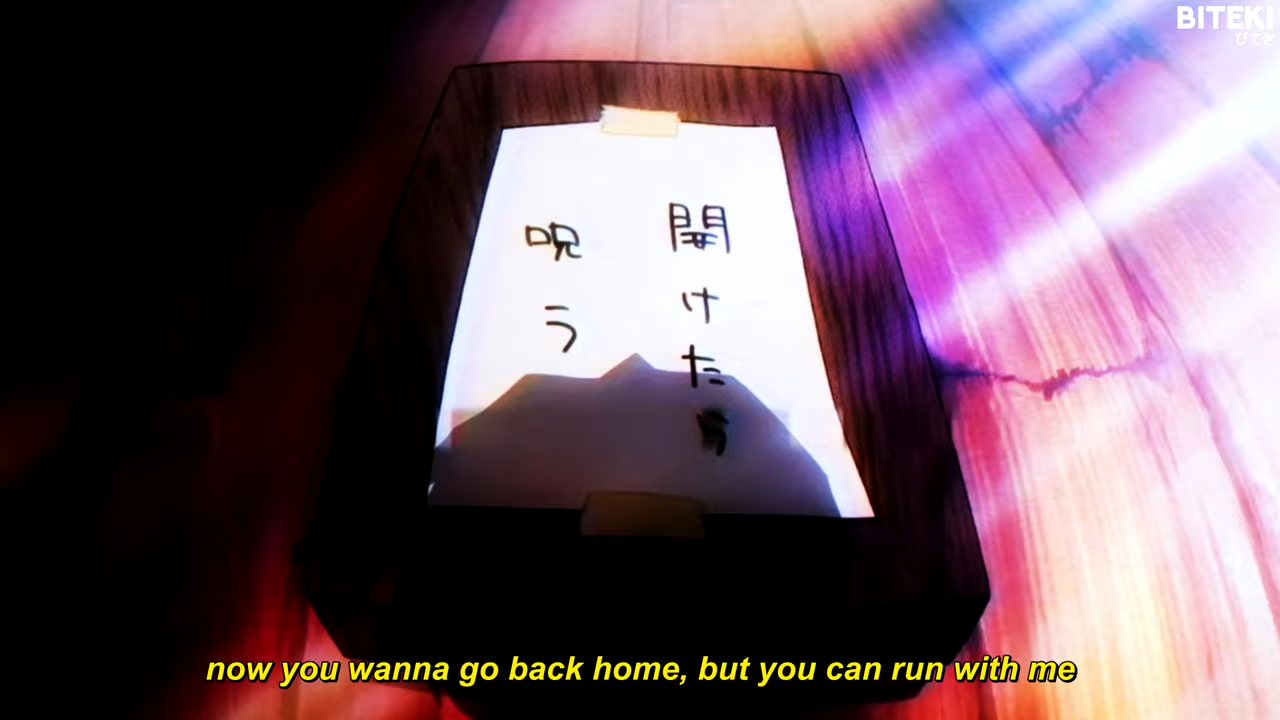 BITEKI
びてき
開けたら
呪う
now you wanna go back home, but you can run with me